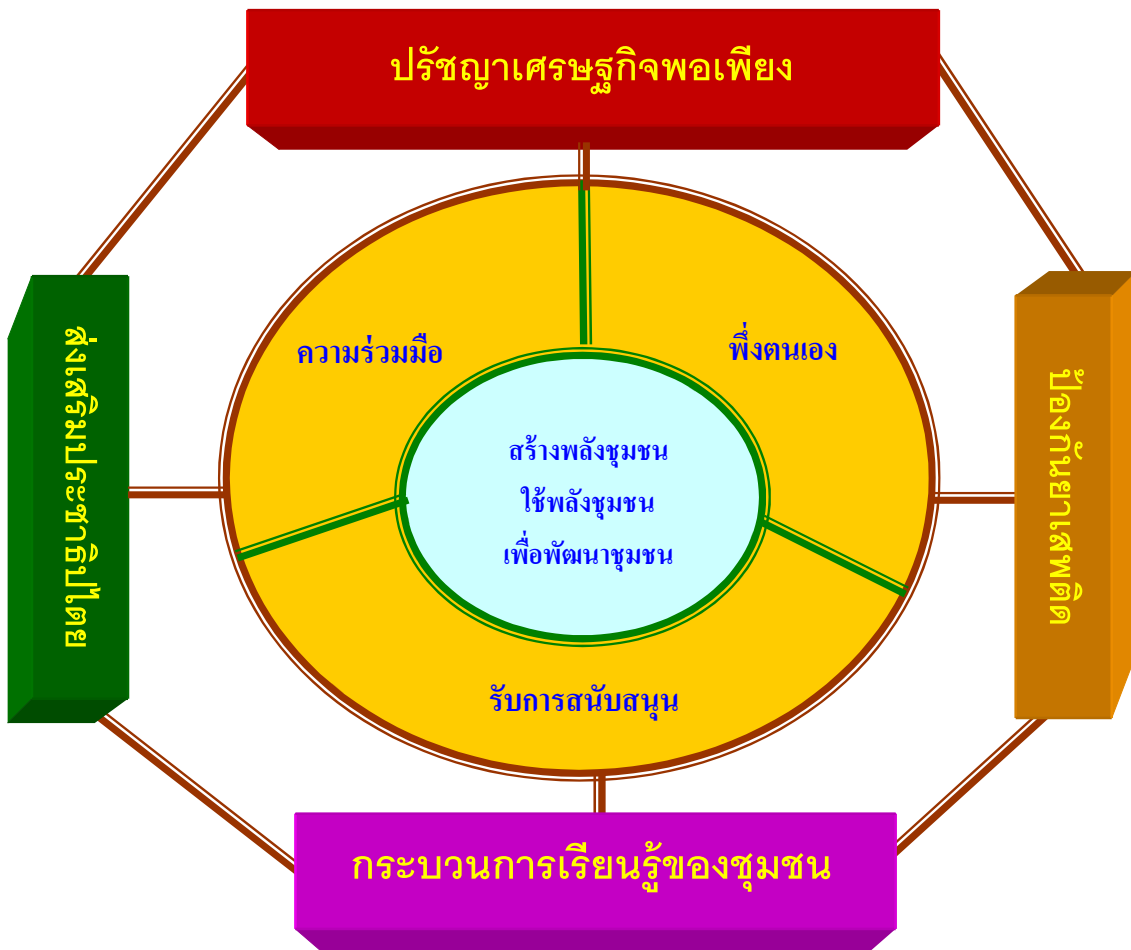 ปรัชญาเศรษฐกิจพอเพียง
ส่งเสริมประชาธิปไตย
ความร่วมมือ
พึ่งตนเอง
ป้องกันยาเสพติด
สร้างพลังชุมชน
ใช้พลังชุมชน
เพื่อพัฒนาชุมชน
รับการสนับสนุน
กระบวนการเรียนรู้ของชุมชน